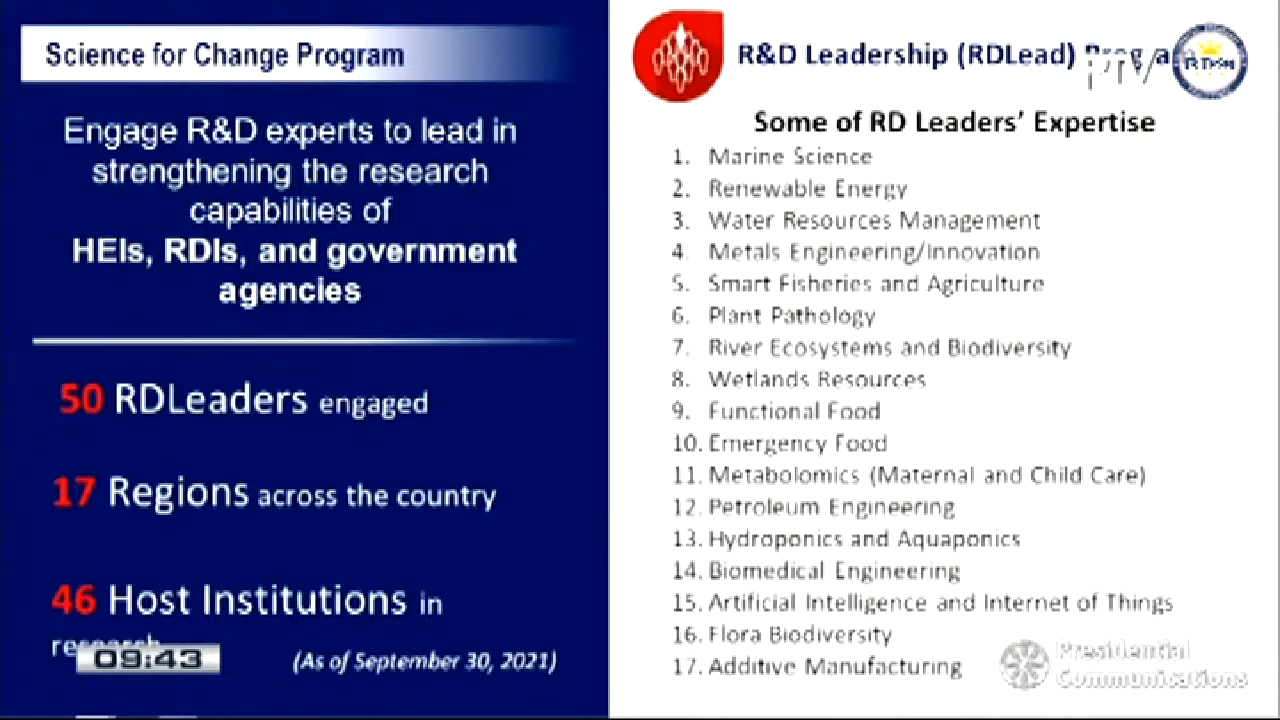 Science for Change Program
Engage R&D experts to lead in
strengthening the research
capabilities of
HEIs, RDIs, and government
agencies
50 RDLeaders engaged
17 Regions across the country
46 Host Institutions in
research
09:43
(As of September 30, 2021)
R&D Leadership (RDLead) Program
PTV
Some of RD Leaders' Expertise
1. Marine Science
2. Renewable Energy
3. Water Resources Management
4. Metals Engineering/Innovation
5. Smart Fisheries and Agriculture
6. Plant Pathology
7. River Ecosystems and Biodiversity
8. Wetlands Resources
9. Functional Food
10. Emergency Food
11. Metabolomics (Maternal and Child Care)
12. Petroleum Engineering
13. Hydroponics and Aquaponics
14. Biomedical Engineering
15. Artificial Intelligence and Internet of Things
16. Flora Biodiversity
17. Additive Manufacturing
Presidential
Communications